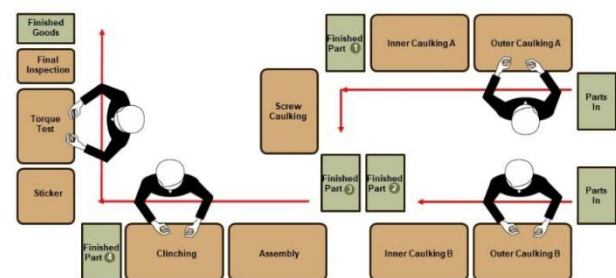 Finished
Goods
Final
Inspection
Torque
Test
Sticker
Finished
Part ④
Clinching
Assembly
Screw
Caulking
Finished
Part ①
Inner Caulking A
Outer Caulking A
Parts
In
Finished
Part ③
Finished
Part ②
Parts
In
Inner Caulking B
Outer Caulking B